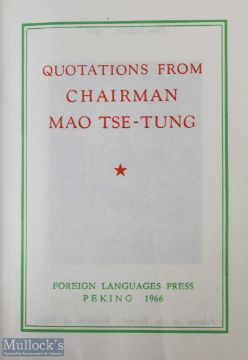 QUOTATIONS FROM
CHAIRMAN
MAO TSE-TUNG
FOREIGN LANGUAGES PRESS
PEKING 1966
Mullock's